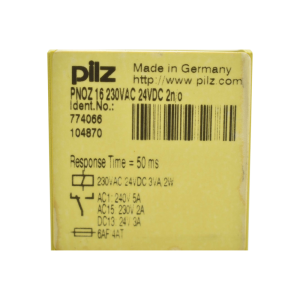 pilz
Made in Germany
http://www.pilz.com
PNOZ 16 230VAC 24VDC 2n/o
Ident.No.:
774066
104870
Response Time = 50 ms
230VAC 24VDC 3VA 2W
AC1: 240V 5A
AC15 230V 2A
DC13 24V 3A
6AF 4AT